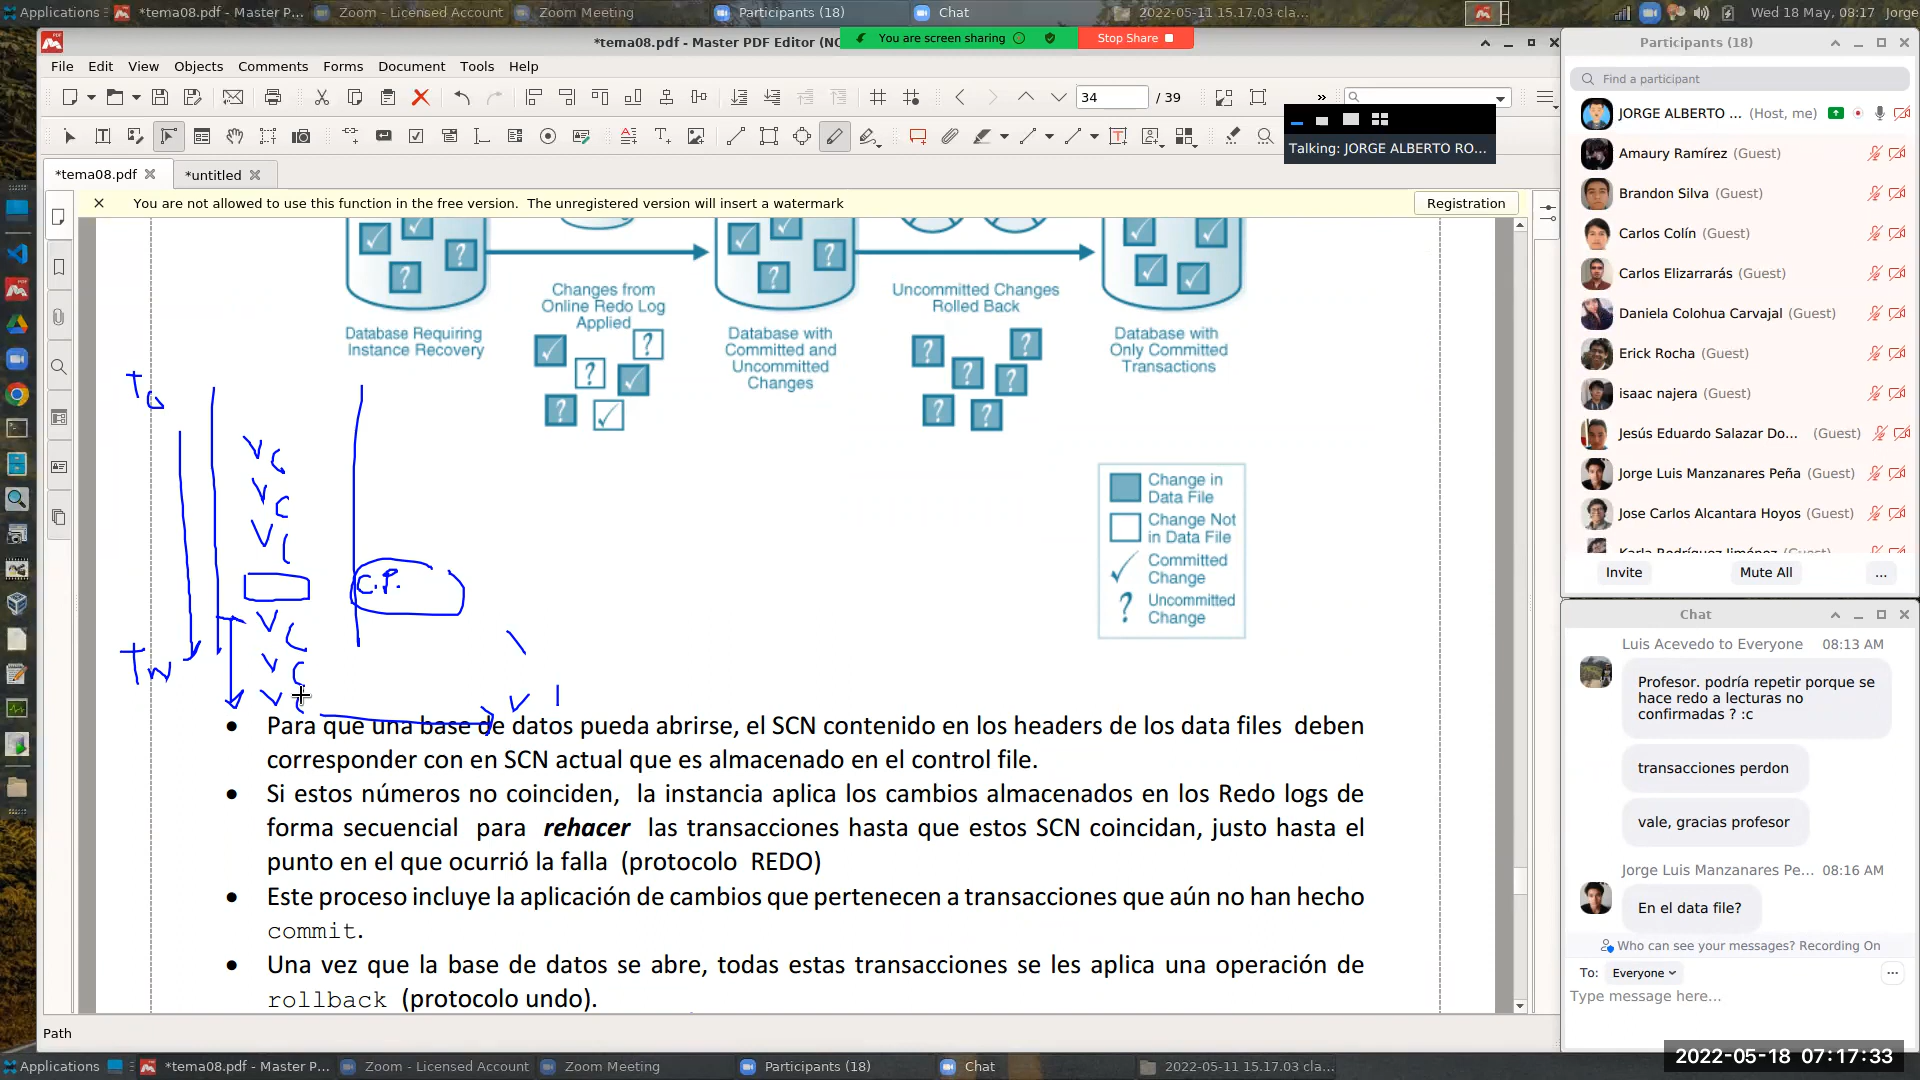 Applications
*tema08.pdf - Master P...
Zoom - Licensed Account
Zoom Meeting
Participants (18)
Chat
2022-05-11 15.17.03 cla...
Wed 18 May, 08:17
Jorge
*tema08.pdf - Master PDF Editor (NO
You are screen sharing
Stop Share
File Edit View Objects Comments Forms Document Tools Help
34 / 39
Talking: JORGE ALBERTO RO...
*tema08.pdf
*untitled
You are not allowed to use this function in the free version. The unregistered version will insert a watermark
Registration
Database Requiring
Instance Recovery
Changes from
Online Redo Log
Applied
Database with
Committed and
Uncommitted
Changes
Uncommitted Changes
Rolled Back
Database with
Only Committed
Transactions
Change in
Data File
Change Not
in Data File
Committed
Change
Uncommitted
Change
T0
V C
V C
V C
C.P.
V C
V C
TN
V C
V
• Para que una base de datos pueda abrirse, el SCN contenido en los headers de los data files deben
corresponder con en SCN actual que es almacenado en el control file.
• Si estos números no coinciden, la instancia aplica los cambios almacenados en los Redo logs de
forma secuencial para rehacer las transacciones hasta que estos SCN coincidan, justo hasta el
punto en el que ocurrió la falla (protocolo REDO)
• Este proceso incluye la aplicación de cambios que pertenecen a transacciones que aún no han hecho
commit.
• Una vez que la base de datos se abre, todas estas transacciones se les aplica una operación de
rollback (protocolo undo).
Path
Participants (18)
Find a participant
JORGE ALBERTO ... (Host, me)
Amaury Ramírez (Guest)
Brandon Silva (Guest)
Carlos Colín (Guest)
Carlos Elizarrarás (Guest)
Daniela Colohua Carvajal (Guest)
Erick Rocha (Guest)
isaac najera (Guest)
Jesús Eduardo Salazar Do... (Guest)
Jorge Luis Manzanares Peña (Guest)
Jose Carlos Alcantara Hoyos (Guest)
Karla Rodríguez Jiménez (Guest)
Invite
Mute All
...
Chat
Luis Acevedo to Everyone 08:13 AM
Profesor. podría repetir porque se
hace redo a lecturas no
confirmadas ? :c
transacciones perdon
vale, gracias profesor
Jorge Luis Manzanares Pe... 08:16 AM
En el data file?
Who can see your messages? Recording On
To: Everyone
...
Type message here...
Applications
*tema08.pdf - Master P...
Zoom - Licensed Account
Zoom Meeting
Participants (18)
Chat
2022-05-11 15.17.03 cla...
2022-05-18 07:17:33